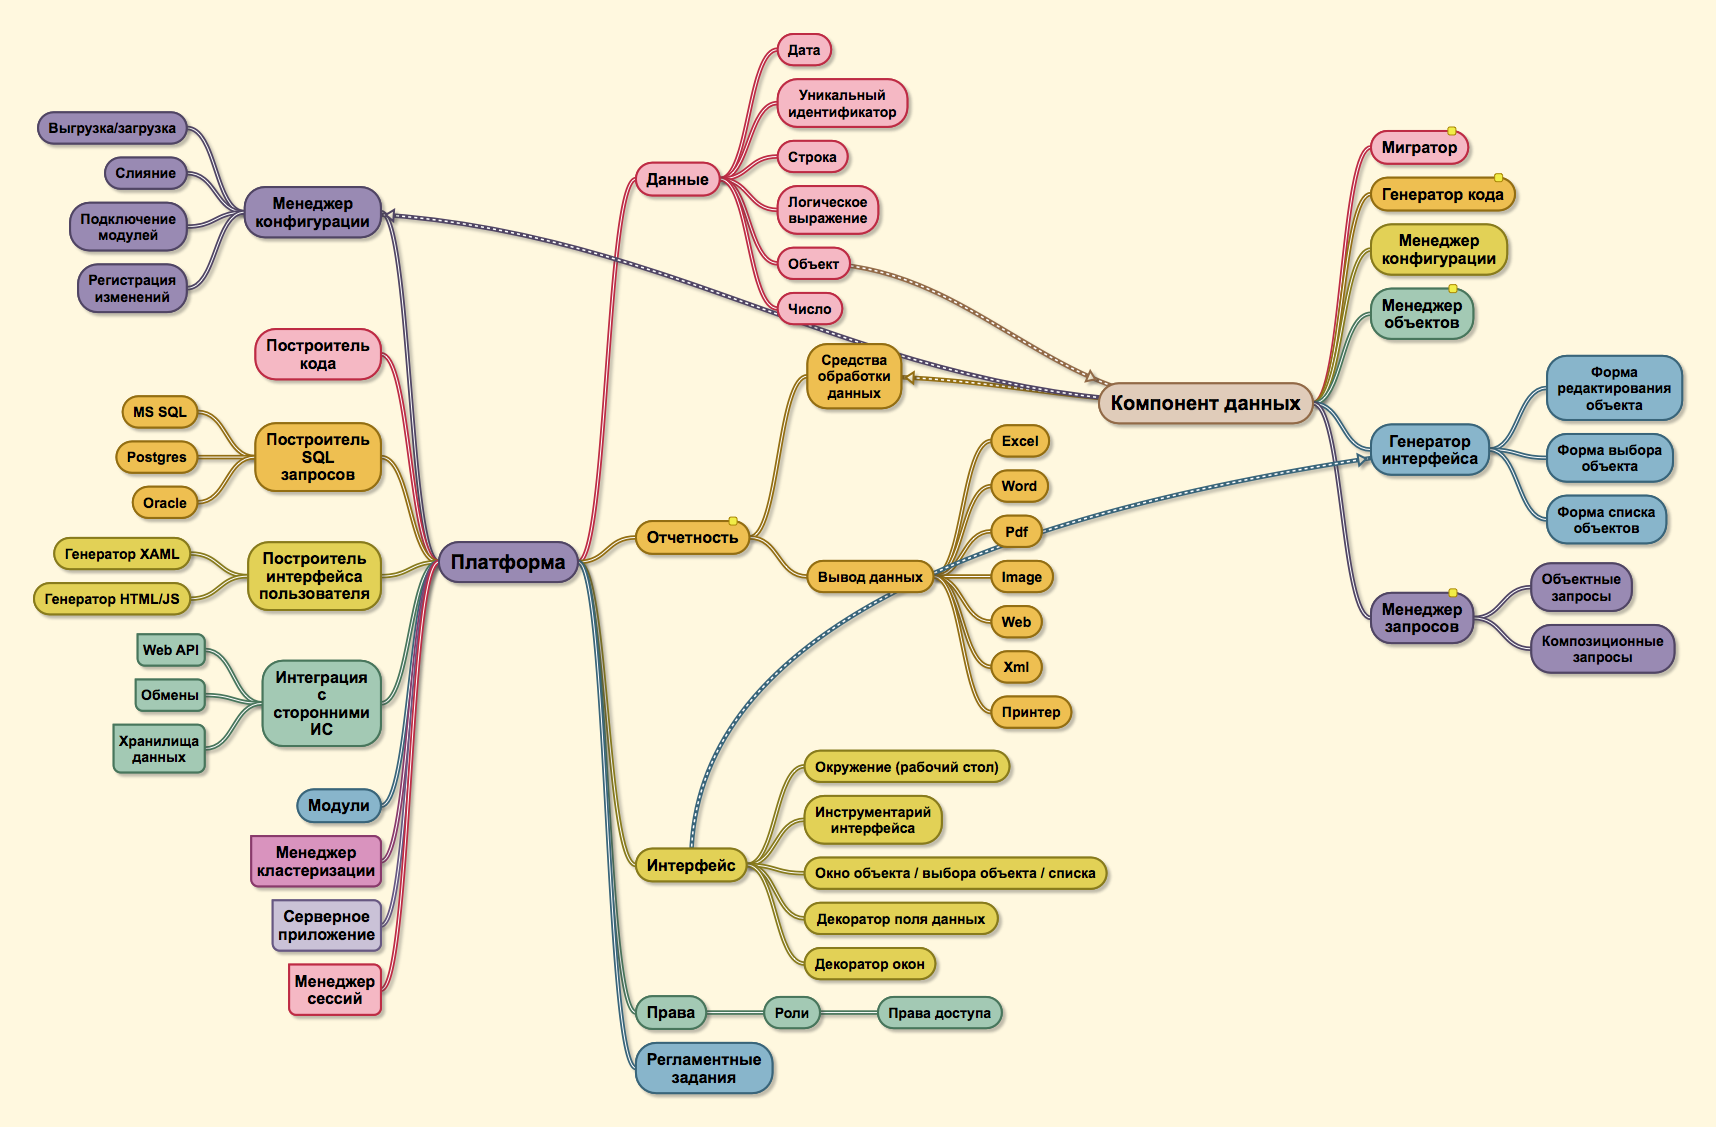 Выгрузка/загрузка
Слияние
Подключение
модулей
Регистрация
изменений
Менеджер
конфигурации
Построитель
кода
MS SQL
Postgres
Oracle
Построитель
SQL
запросов
Генератор XAML
Генератор HTML/JS
Построитель
интерфейса
пользователя
Web API
Обмены
Хранилища
данных
Интеграция
с
сторонними
ИС
Модули
Менеджер
кластеризации
Серверное
приложение
Менеджер
сессий
Платформа
Данные
Дата
Уникальный
идентификатор
Строка
Логическое
выражение
Объект
Число
Отчетность
Средства
обработки
данных
Вывод данных
Excel
Word
Pdf
Image
Web
Xml
Принтер
Интерфейс
Окружение (рабочий стол)
Инструментарий
интерфейса
Окно объекта / выбора объекта / списка
Декоратор поля данных
Декоратор окон
Права
Роли
Права доступа
Регламентные
задания
Компонент данных
Мигратор
Генератор кода
Менеджер
конфигурации
Менеджер
объектов
Генератор
интерфейса
Форма
редактирования
объекта
Форма выбора
объекта
Форма списка
объектов
Менеджер
запросов
Объектные
запросы
Композиционные
запросы